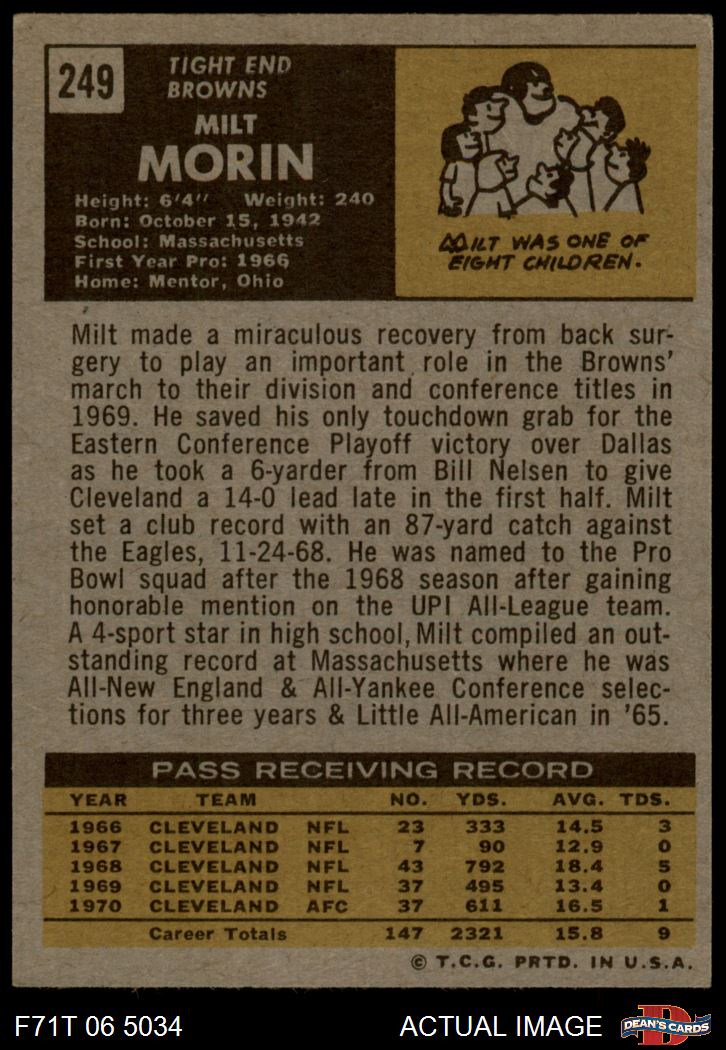 249
TIGHT END
BROWNS
MILT
MORIN
Height: 6'4" Weight: 240
Born: October 15, 1942
School: Massachusetts
First Year Pro: 1966
Home: Mentor, Ohio
MILT WAS ONE OF
EIGHT CHILDREN.
Milt made a miraculous recovery from back sur-
gery to play an important role in the Browns'
march to their division and conference titles in
1969. He saved his only touchdown grab for the
Eastern Conference Playoff victory over Dallas
as he took a 6-yarder from Bill Nelsen to give
Cleveland a 14-0 lead late in the first half. Milt
set a club record with an 87-yard catch against
the Eagles, 11-24-68. He was named to the Pro
Bowl squad after the 1968 season after gaining
honorable mention on the UPI All-League team.
A 4-sport star in high school, Milt compiled an out-
standing record at Massachusetts where he was
All-New England & All-Yankee Conference selec-
tions for three years & Little All-American in '65.
PASS RECEIVING RECORD
YEAR TEAM NO. YDS. AVG. TDS.
1966 CLEVELAND NFL 23 333 14.5 3
1967 CLEVELAND NFL 7 90 12.9 0
1968 CLEVELAND NFL 43 792 18.4 5
1969 CLEVELAND NFL 37 495 13.4 0
1970 CLEVELAND AFC 37 611 16.5 1
Career Totals 147 2321 15.8 9
© T.C.G. PRTD. IN U.S.A.
F71T 06 5034 ACTUAL IMAGE D DEAN'S CARDS